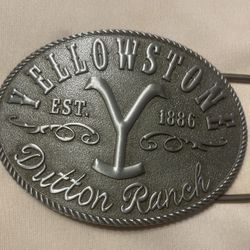 YELLOWSTONE
EST. 1886
Y
Dutton Ranch